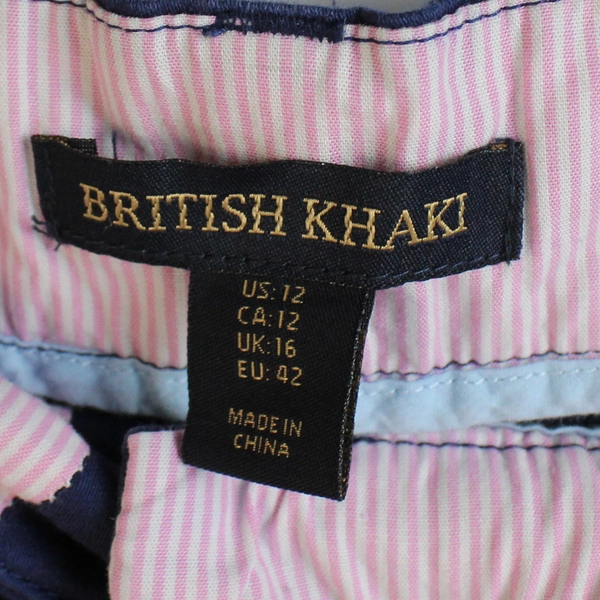 BRITISH KHAKI
US: 12
CA: 12
UK: 16
EU: 42
MADE IN
CHINA